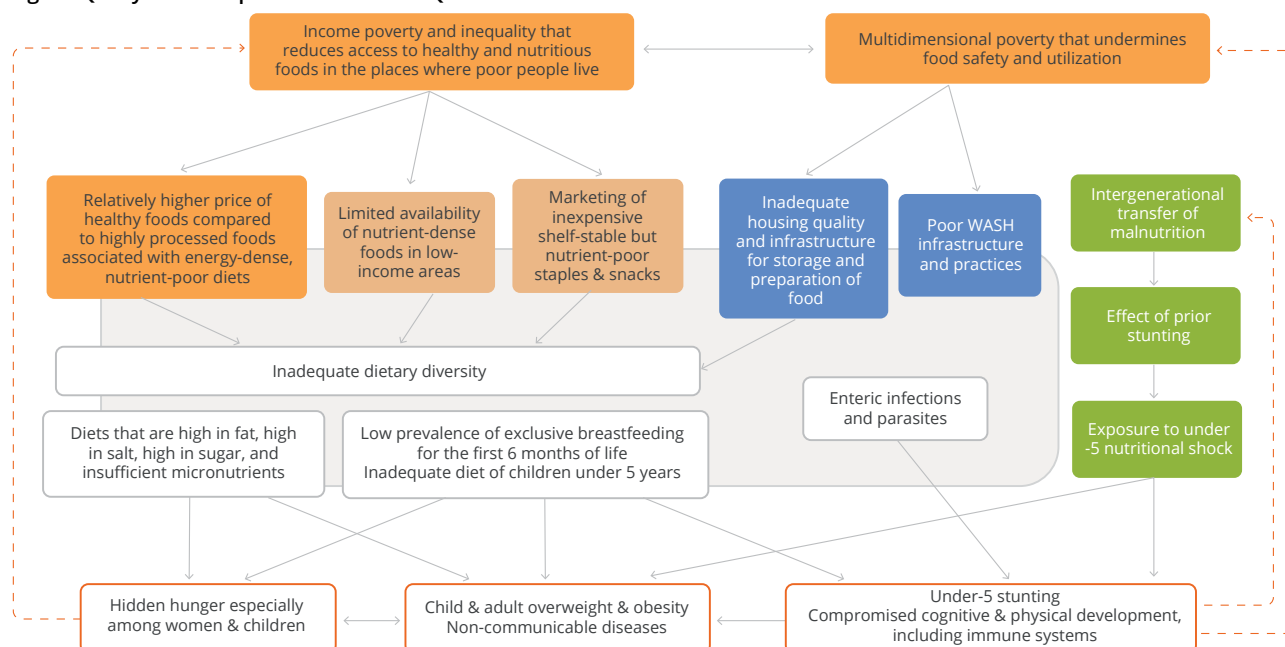 Income poverty and inequality that
reduces access to healthy and nutritious
foods in the places where poor people live
Multidimensional poverty that undermines
food safety and utilization
Relatively higher price of
healthy foods compared
to highly processed foods
associated with energy-dense,
nutrient-poor diets
Limited availability
of nutrient-dense
foods in low-
income areas
Marketing of
inexpensive
shelf-stable but
nutrient-poor
staples & snacks
Inadequate
housing quality
and infrastructure
for storage and
preparation of
food
Poor WASH
infrastructure
and practices
Intergenerational
transfer of
malnutrition
Effect of prior
stunting
Inadequate dietary diversity
Enteric infections
and parasites
Diets that are high in fat, high
in salt, high in sugar, and
insufficient micronutrients
Low prevalence of exclusive breastfeeding
for the first 6 months of life
Inadequate diet of children under 5 years
Exposure to under
-5 nutritional shock
Hidden hunger especially
among women & children
Child & adult overweight & obesity
Non-communicable diseases
Under-5 stunting
Compromised cognitive & physical development,
including immune systems